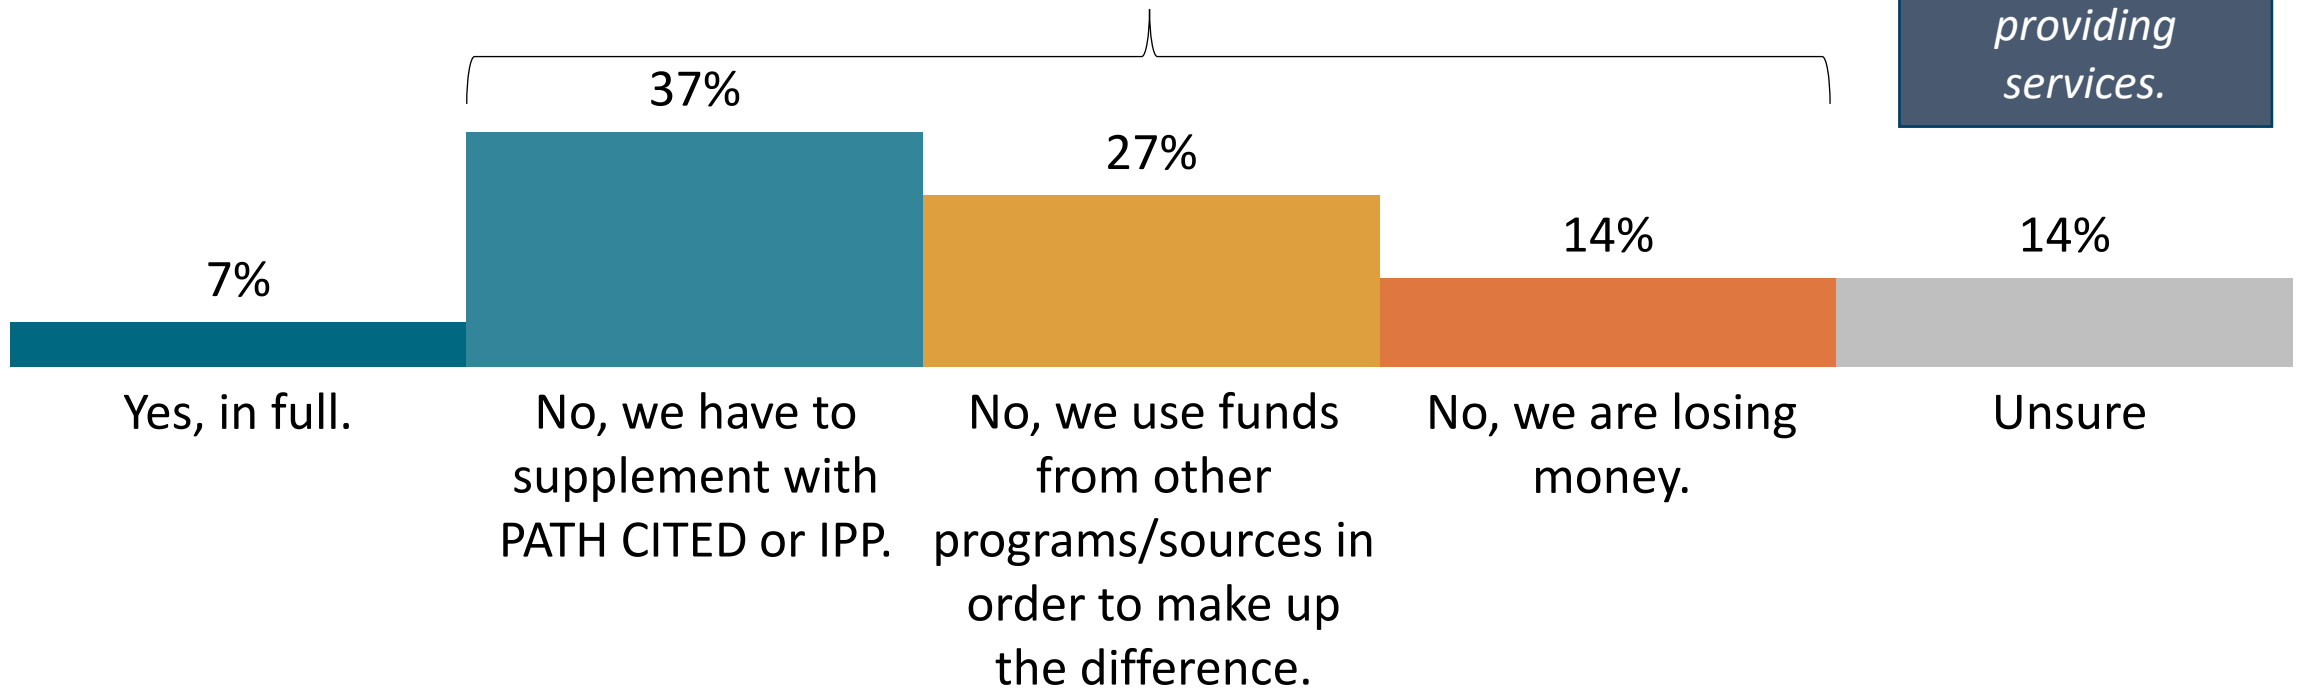 providing
services.
37%
27%
14%
14%
7%
Yes, in full.
No, we have to
supplement with
PATH CITED or IPP.
No, we use funds
from other
programs/sources in
order to make up
the difference.
No, we are losing
money.
Unsure